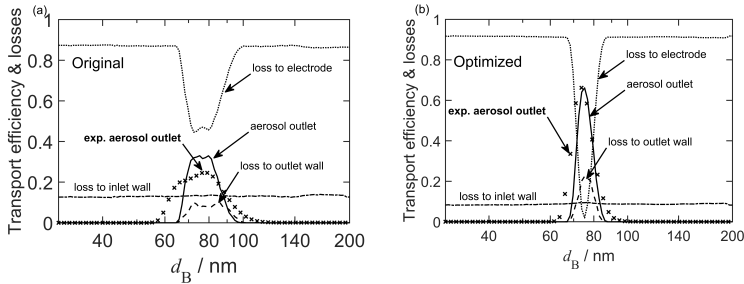 (a)
Transport efficiency & losses
1
0.8
0.6
0.4
0.2
0
Original
loss to electrode
exp. aerosol outlet
aerosol outlet
loss to outlet wall
loss to inlet wall
40
60
80
100
140
200
dB / nm
(b)
Transport efficiency & losses
1
0.8
0.6
0.4
0.2
0
Optimized
loss to electrode
aerosol outlet
exp. aerosol outlet
loss to outlet wall
loss to inlet wall
40
60
80
100
140
200
dB / nm